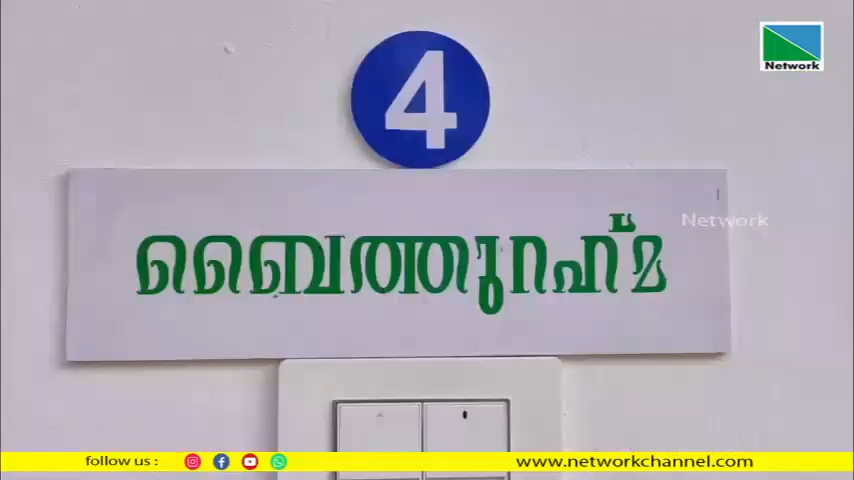 4
Network
ബൈത്തുറഹ്‌മ
Network
follow us :
www.networkchannel.com